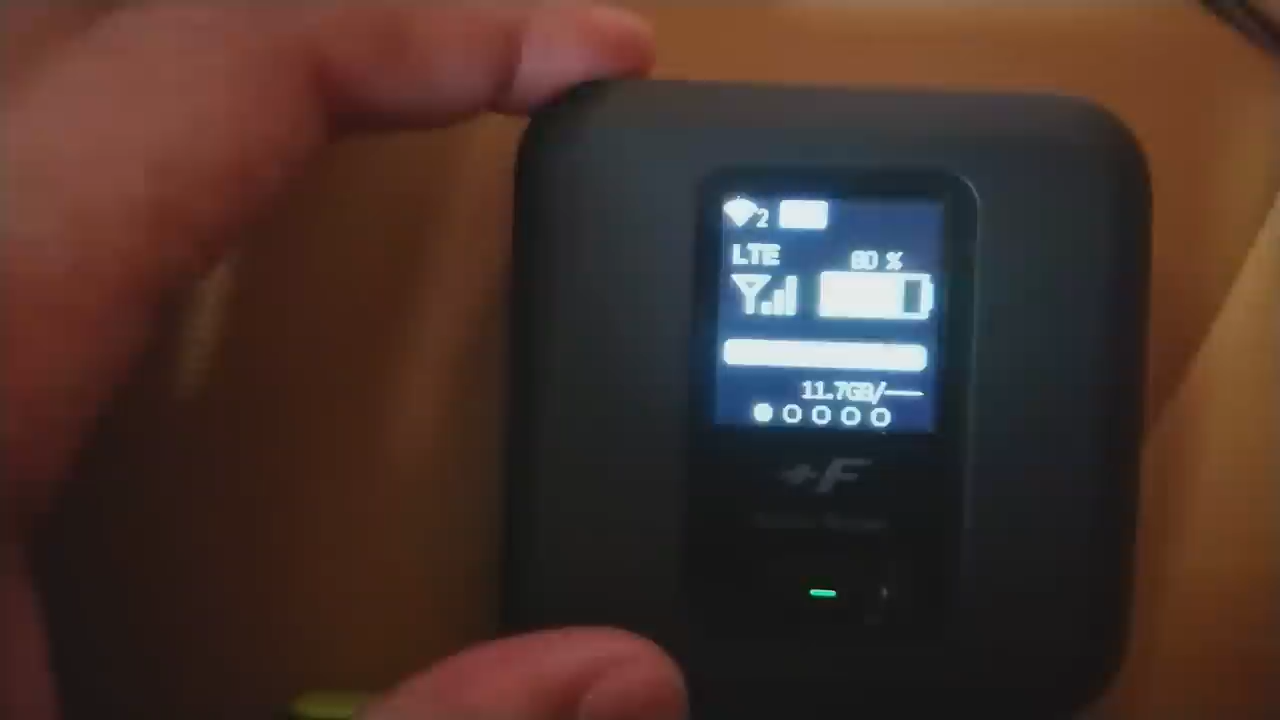 2
LTE
80 %
11.7GB/—
+F